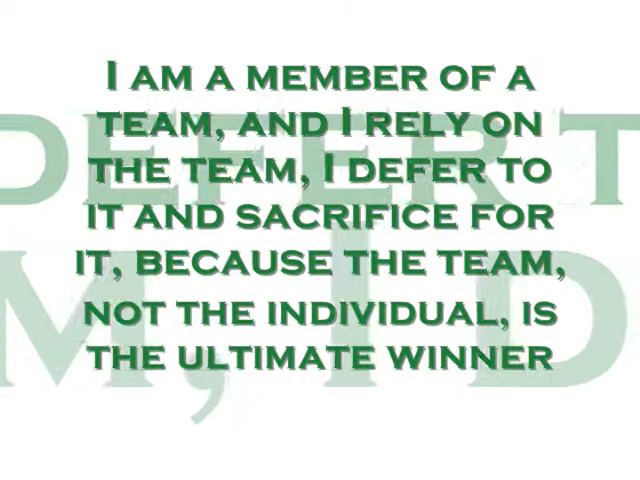 I AM A MEMBER OF A
TEAM, AND I RELY ON
THE TEAM, I DEFER TO
IT AND SACRIFICE FOR
IT, BECAUSE THE TEAM,
NOT THE INDIVIDUAL, IS
THE ULTIMATE WINNER
DEFER T
M, I D